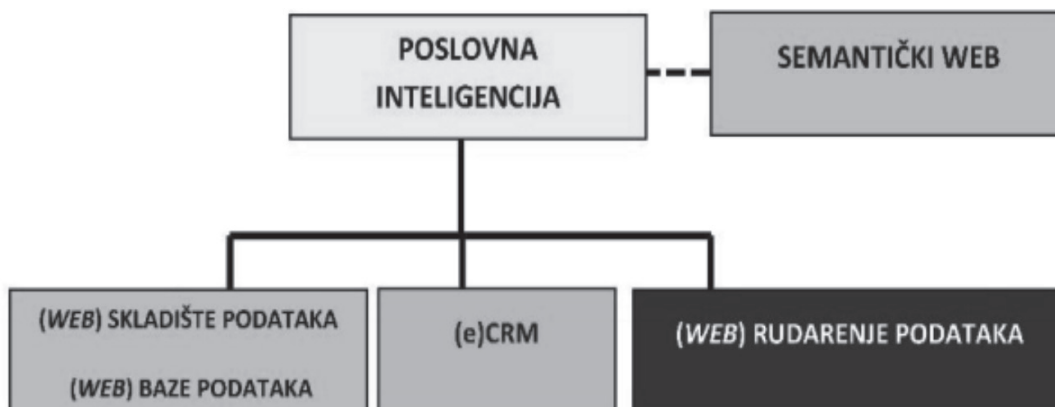 POSLOVNA
INTELIGENCIJA
SEMANTIČKI WEB
(WEB) SKLADIŠTE PODATAKA
(WEB) BAZE PODATAKA
(e)CRM
(WEB) RUDARENJE PODATAKA